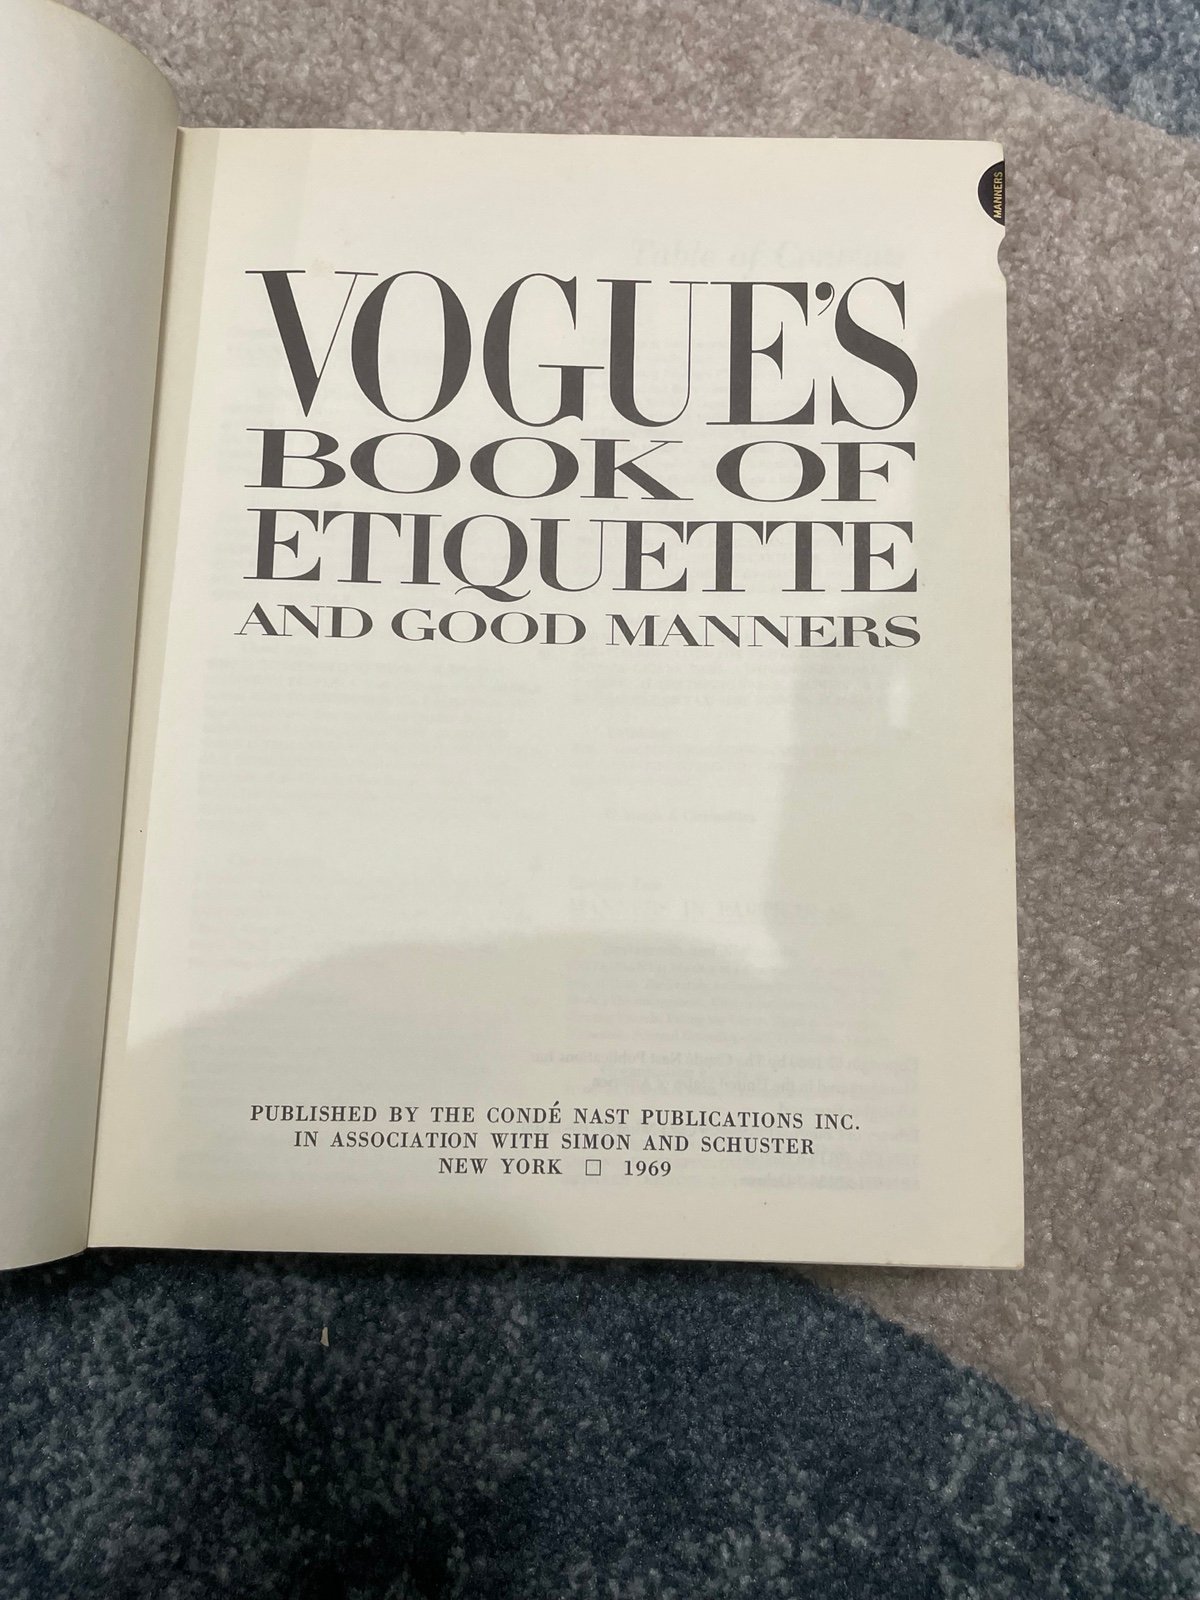 MANNERS
VOGUE'S
BOOK OF
ETIQUETTE
AND GOOD MANNERS
PUBLISHED BY THE CONDÉ NAST PUBLICATIONS INC.
IN ASSOCIATION WITH SIMON AND SCHUSTER
NEW YORK □ 1969